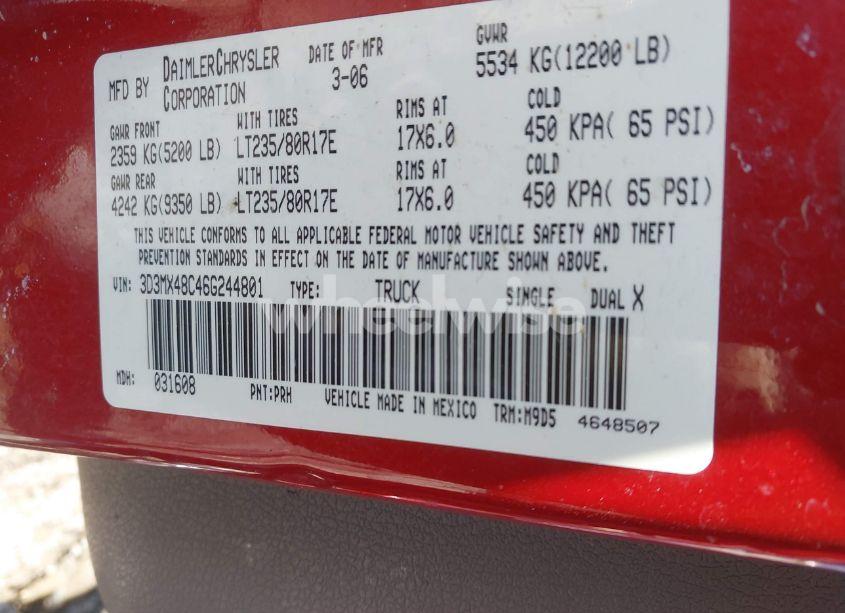 MFD BY DAIMLERCHRYSLER CORPORATION DATE OF MFR 3-06 GVWR 5534 KG(12200 LB)
GAWR FRONT WITH TIRES RIMS AT COLD
2359 KG(5200 LB) LT235/80R17E 17X6.0 450 KPA( 65 PSI)
GAWR REAR WITH TIRES RIMS AT COLD
4242 KG(9350 LB) LT235/80R17E 17X6.0 450 KPA( 65 PSI)
THIS VEHICLE CONFORMS TO ALL APPLICABLE FEDERAL MOTOR VEHICLE SAFETY AND THEFT
PREVENTION STANDARDS IN EFFECT ON THE DATE OF MANUFACTURE SHOWN ABOVE.
VIN: 3D3MX48C46G244801 TYPE: TRUCK SINGLE DUAL X
wheelwise
MDH: 031608 PNT:PRH VEHICLE MADE IN MEXICO TRM:M9D5 4648507